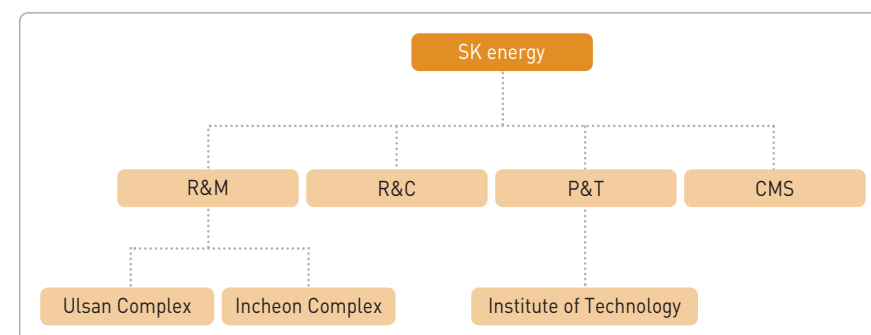 SK energy
R&M
R&C
P&T
CMS
Ulsan Complex
Incheon Complex
Institute of Technology